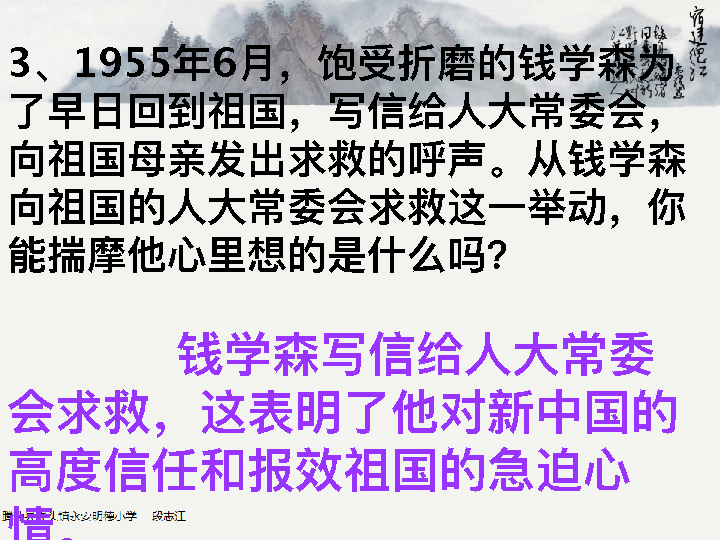 3、1955年6月，饱受折磨的钱学森为
了早日回到祖国，写信给人大常委会，
向祖国母亲发出求救的呼声。从钱学森
向祖国的人大常委会求救这一举动，你
能揣摩他心里想的是什么吗？
钱学森写信给人大常委
会求救，这表明了他对新中国的
高度信任和报效祖国的急迫心
情。
永安明德小学 段志江